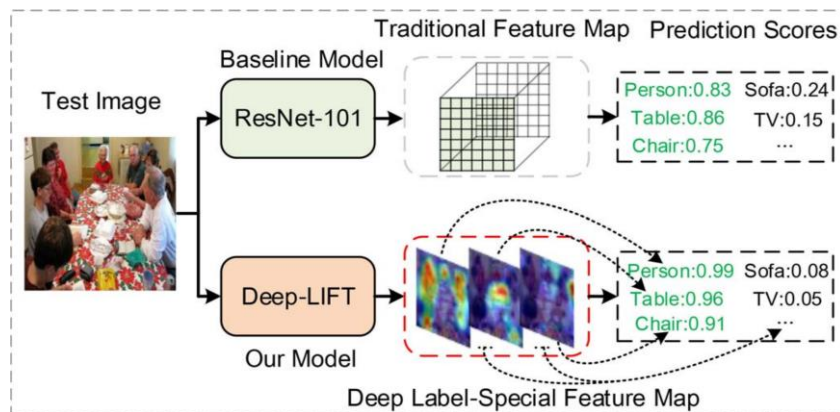 Traditional Feature Map
Prediction Scores
Baseline Model
Test Image
ResNet-101
Person:0.83 Sofa:0.24
Table:0.86 TV:0.15
Chair:0.75 ...
Deep-LIFT
Our Model
Person:0.99 Sofa:0.08
Table:0.96 TV:0.05
Chair:0.91 ...
... ...
Deep Label-Special Feature Map